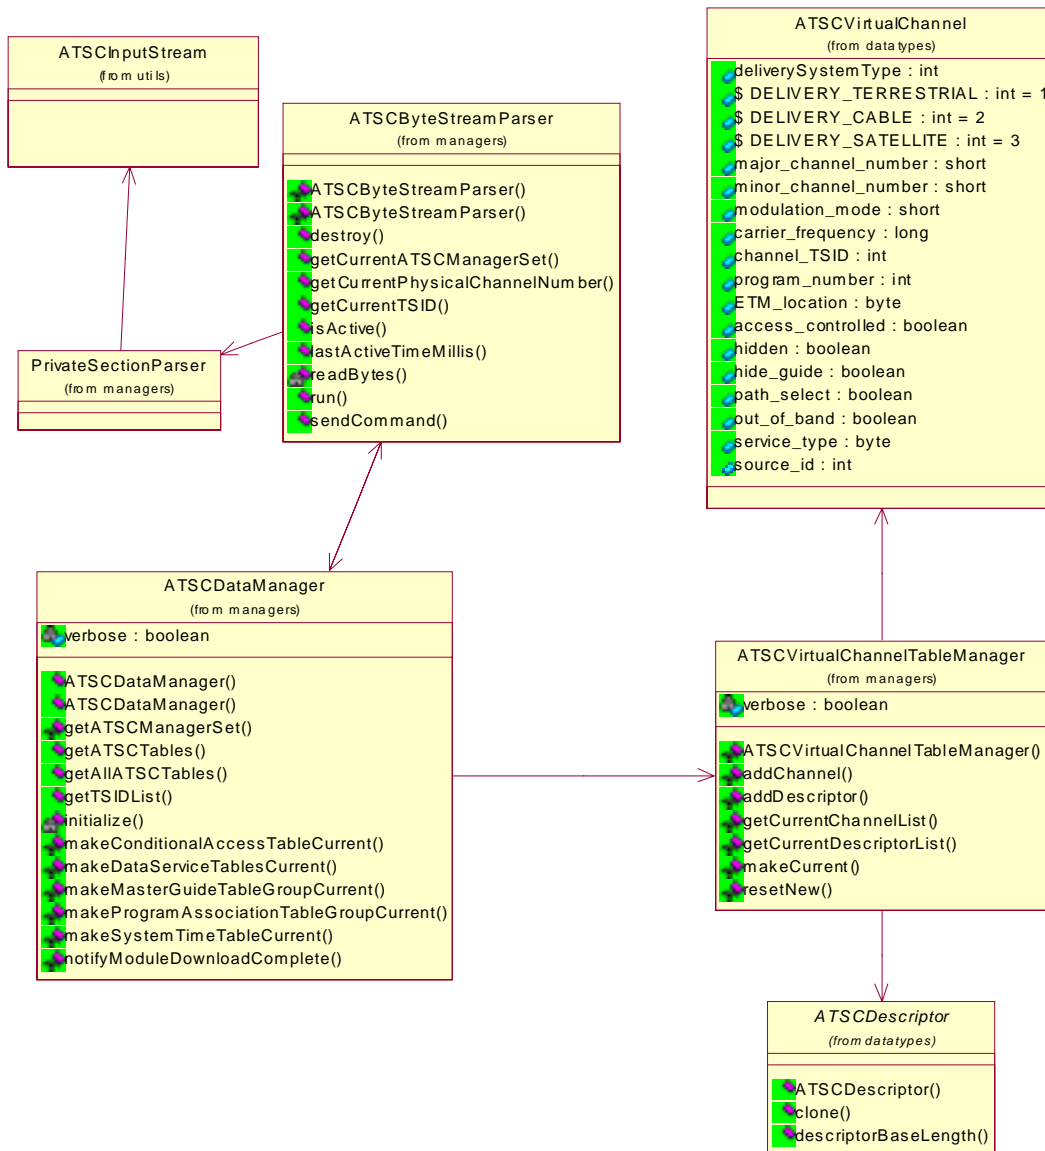 ATSCInputStream
(from utils)
ATSCByteStreamParser
(from managers)
ATSCByteStreamParser()
ATSCByteStreamParser()
destroy()
getCurrentATSCManagerSet()
getCurrentPhysicalChannelNumber()
getCurrentTSID()
isActive()
lastActiveTimeMillis()
readBytes()
run()
sendCommand()
ATSCVirtualChannel
(from datatypes)
deliverySystemType : int
$ DELIVERY_TERRESTRIAL : int = 1
$ DELIVERY_CABLE : int = 2
$ DELIVERY_SATELLITE : int = 3
major_channel_number : short
minor_channel_number : short
modulation_mode : short
carrier_frequency : long
channel_TSID : int
program_number : int
ETM_location : byte
access_controlled : boolean
hidden : boolean
hide_guide : boolean
path_select : boolean
out_of_band : boolean
service_type : byte
source_id : int
PrivateSectionParser
(from managers)
ATSCDataManager
(from managers)
verbose : boolean
ATSCDataManager()
ATSCDataManager()
getATSCManagerSet()
getATSCTables()
getAllATSCTables()
getTSIDList()
initialize()
makeConditionalAccessTableCurrent()
makeDataServiceTablesCurrent()
makeMasterGuideTableGroupCurrent()
makeProgramAssociationTableGroupCurrent()
makeSystemTimeTableCurrent()
notifyModuleDownloadComplete()
ATSCVirtualChannelTableManager
(from managers)
verbose : boolean
ATSCVirtualChannelTableManager()
addChannel()
addDescriptor()
getCurrentChannelList()
getCurrentDescriptorList()
makeCurrent()
resetNew()
ATSCDescriptor
(from datatypes)
ATSCDescriptor()
clone()
descriptorBaseLength()